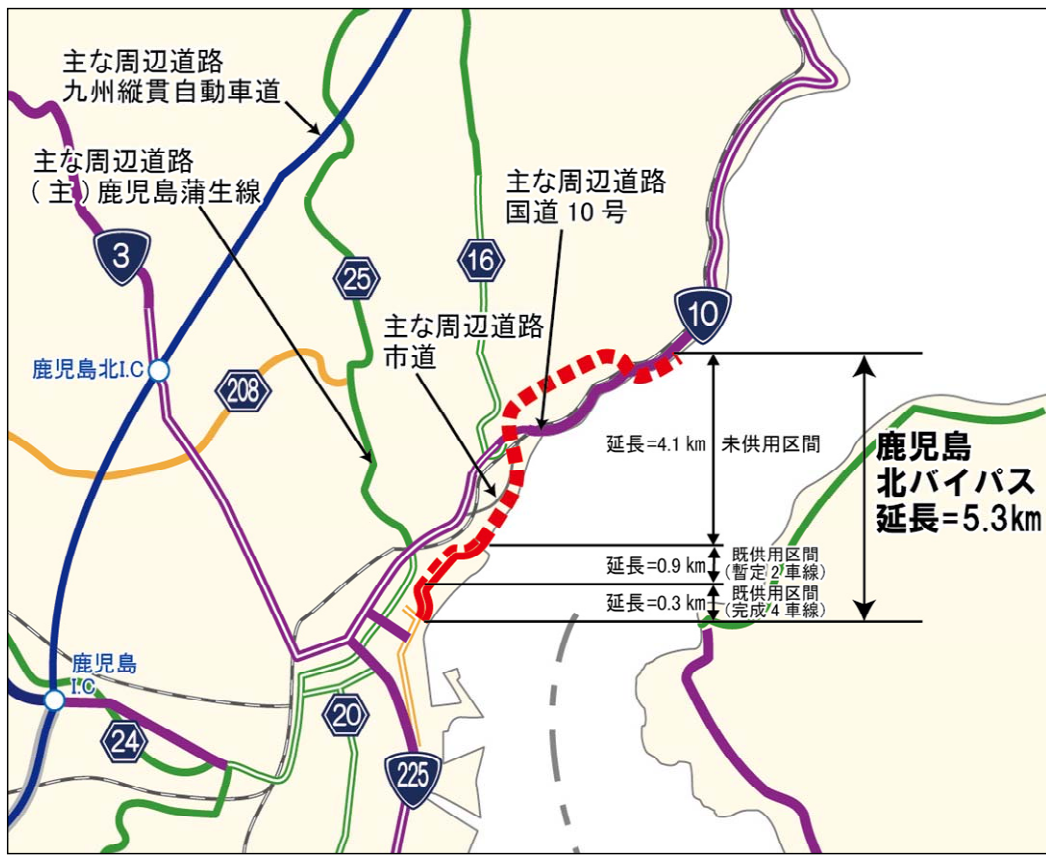 主な周辺道路
九州縦貫自動車道
主な周辺道路
(主)鹿児島蒲生線
主な周辺道路
国道10号
3
25
16
10
主な周辺道路
市道
鹿児島北I.C
208
延長=4.1 km
未供用区間
鹿児島
北バイパス
延長=5.3km
延長=0.9 km
既供用区間
(暫定2車線)
延長=0.3 km
既供用区間
(完成4車線)
鹿児島
I.C
24
20
225